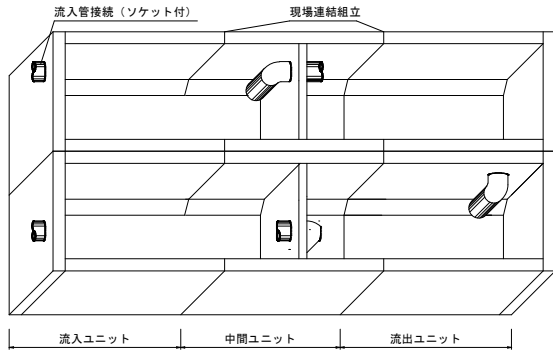 流入管接続（ソケット付）
現場連結組立
流入ユニット
中間ユニット
流出ユニット